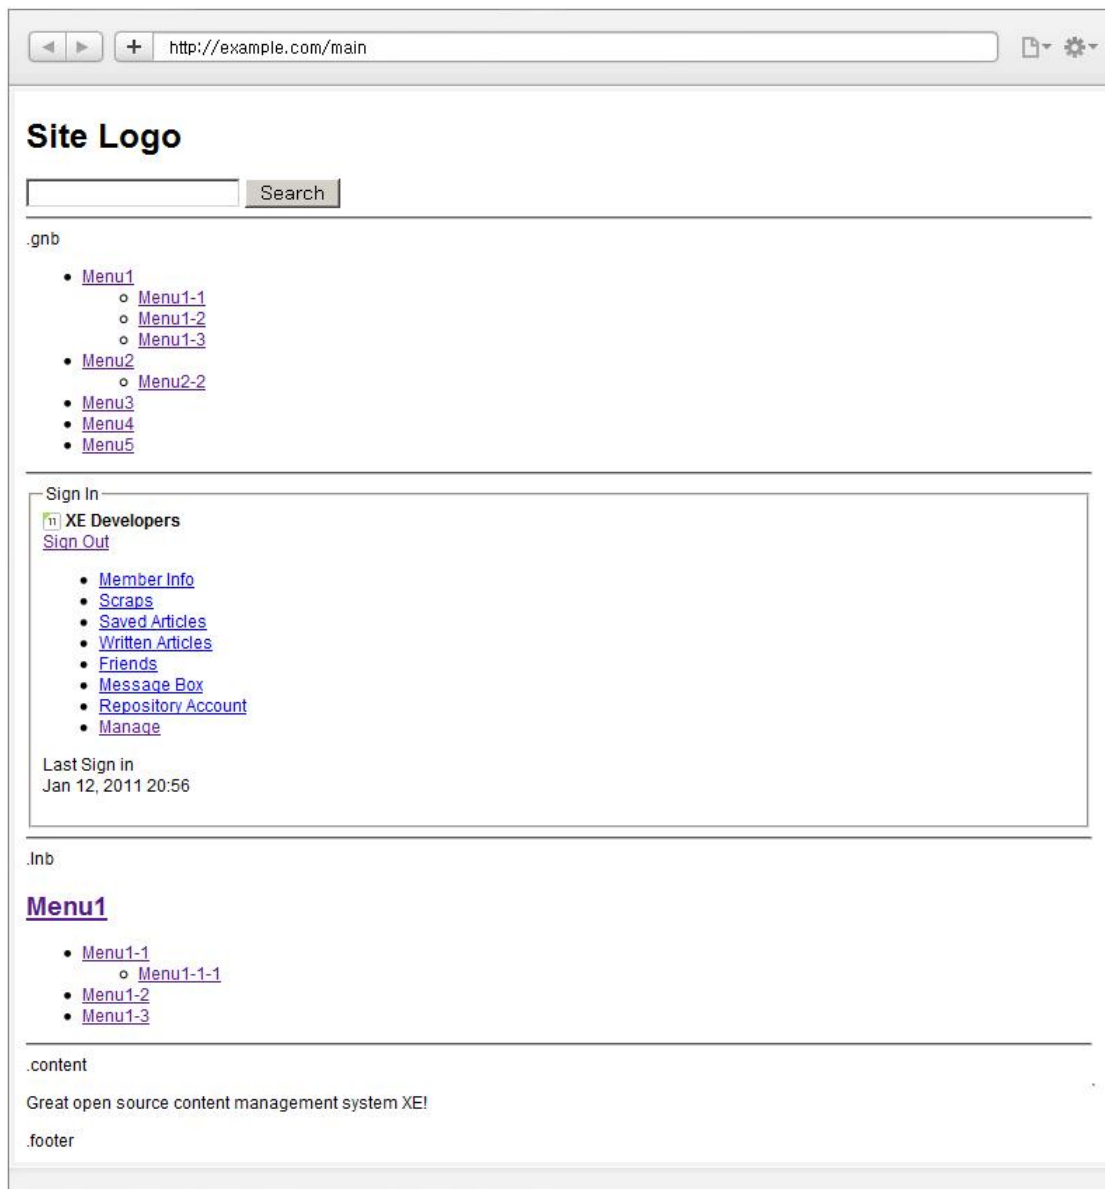 http://example.com/main
Site Logo
Search
.gnb
Menu1
Menu1-1
Menu1-2
Menu1-3
Menu2
Menu2-2
Menu3
Menu4
Menu5
Sign In
11 XE Developers
Sign Out
Member Info
Scraps
Saved Articles
Written Articles
Friends
Message Box
Repository Account
Manage
Last Sign in
Jan 12, 2011 20:56
.lnb
Menu1
Menu1-1
Menu1-1-1
Menu1-2
Menu1-3
.content
Great open source content management system XE!
.footer